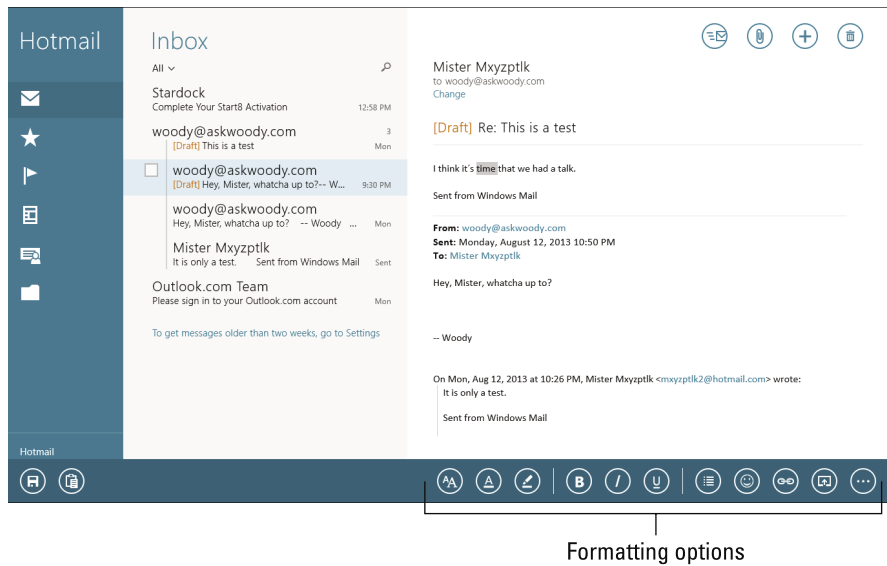 Hotmail
Inbox
All
Stardock
Complete Your Start8 Activation 12:58 PM
woody@askwoody.com 3
[Draft] This is a test Mon
woody@askwoody.com
[Draft] Hey, Mister, whatcha up to?-- W... 9:30 PM
woody@askwoody.com
Hey, Mister, whatcha up to? -- Woody ... Mon
Mister Mxyzptlk
It is only a test. Sent from Windows Mail Sent
Outlook.com Team
Please sign in to your Outlook.com account Mon
To get messages older than two weeks, go to Settings
Mister Mxyzptlk
to woody@askwoody.com
Change
[Draft] Re: This is a test
I think it's time that we had a talk.
Sent from Windows Mail
From: woody@askwoody.com
Sent: Monday, August 12, 2013 10:50 PM
To: Mister Mxyzptlk
Hey, Mister, whatcha up to?
-- Woody
On Mon, Aug 12, 2013 at 10:26 PM, Mister Mxyzptlk <mxyzptlk2@hotmail.com> wrote:
It is only a test.
Sent from Windows Mail
Hotmail
AA A B I U
Formatting options